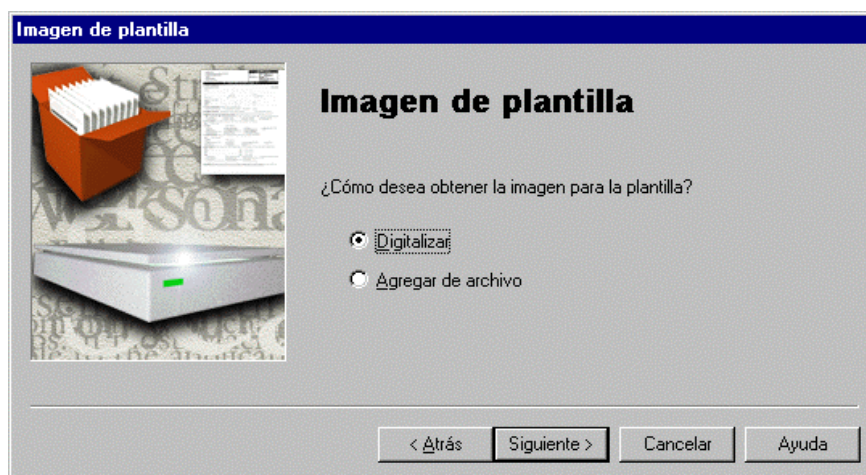 Imagen de plantilla
Imagen de plantilla
¿Cómo desea obtener la imagen para la plantilla?
Digitalizar
Agregar de archivo
< Atrás Siguiente > Cancelar Ayuda